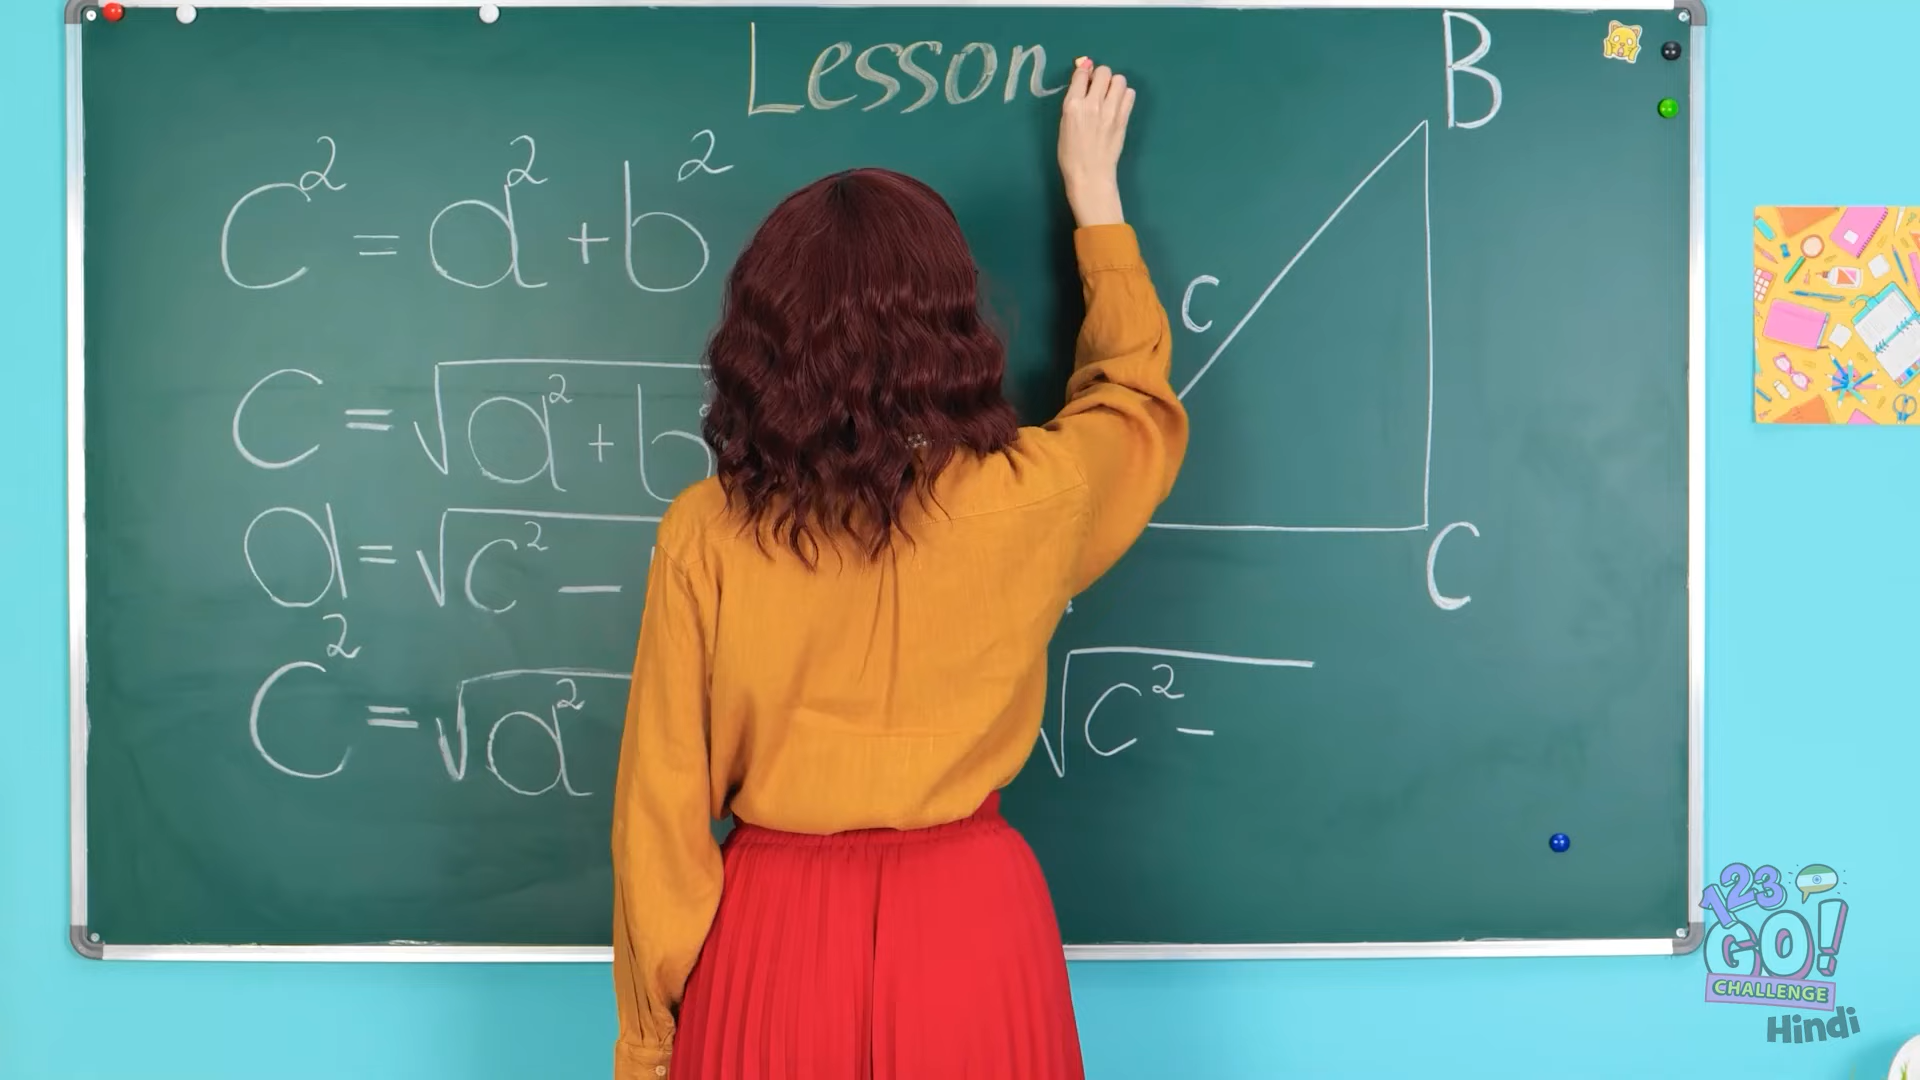 Lesson
B
C² = a² + b²
C
C = √a² + b
a = √c² −
C
C² = √a²
√c² −
123
GO!
CHALLENGE
Hindi